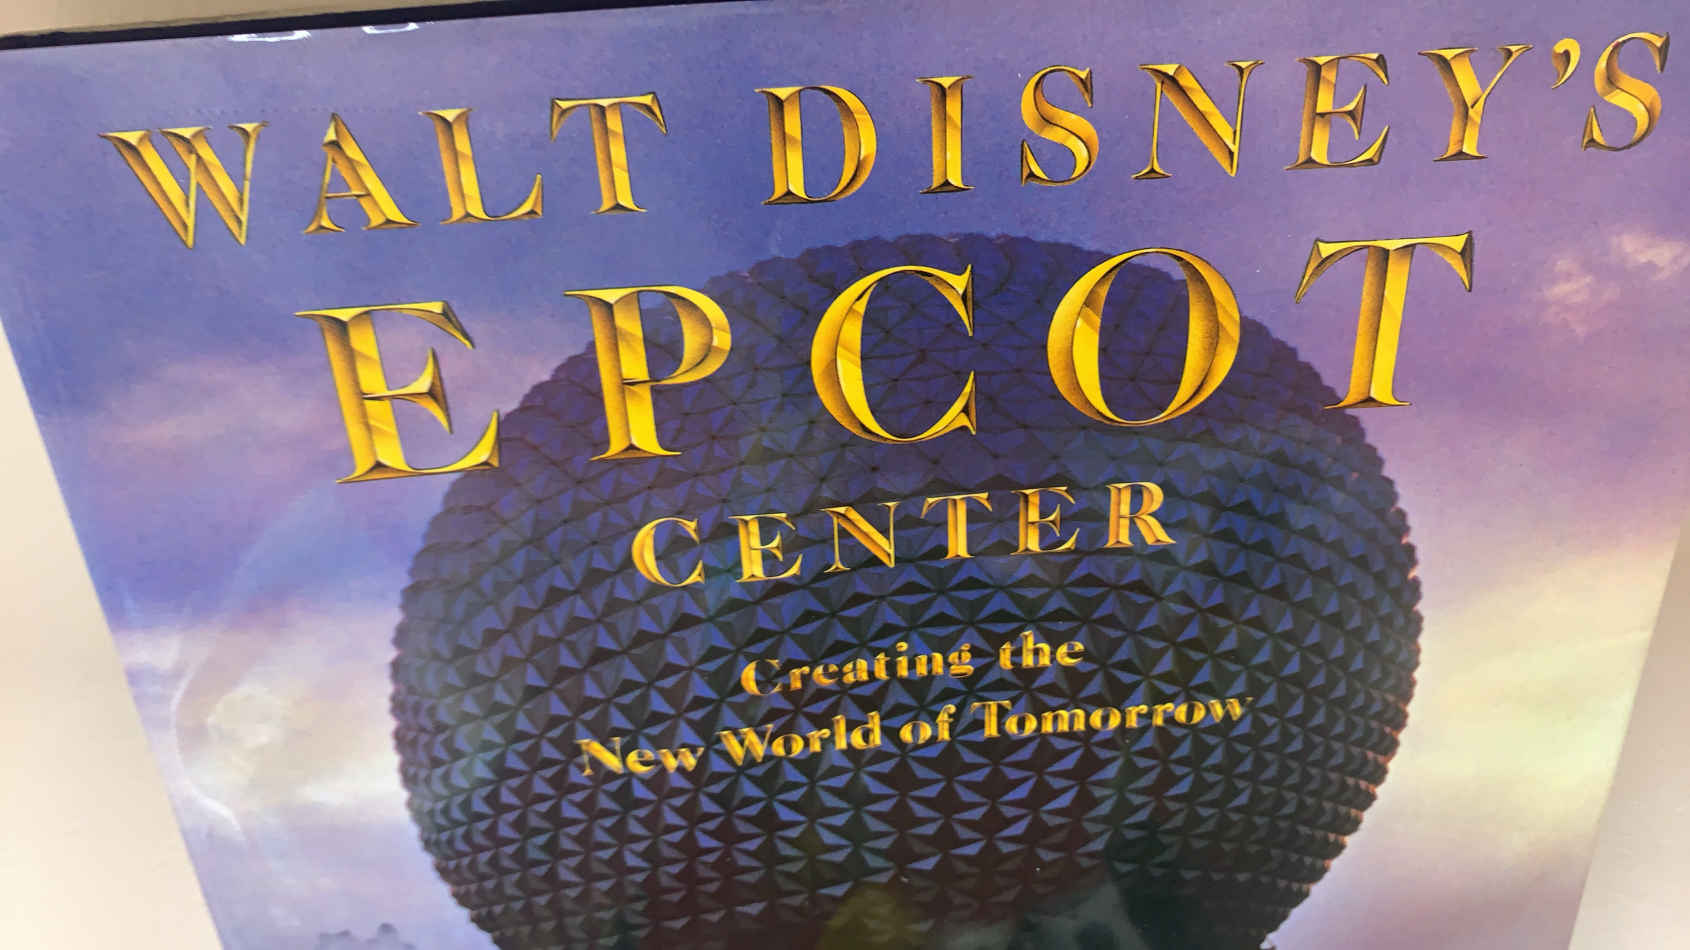 WALT DISNEY'S
EPCOT
CENTER
Creating the
New World of Tomorrow